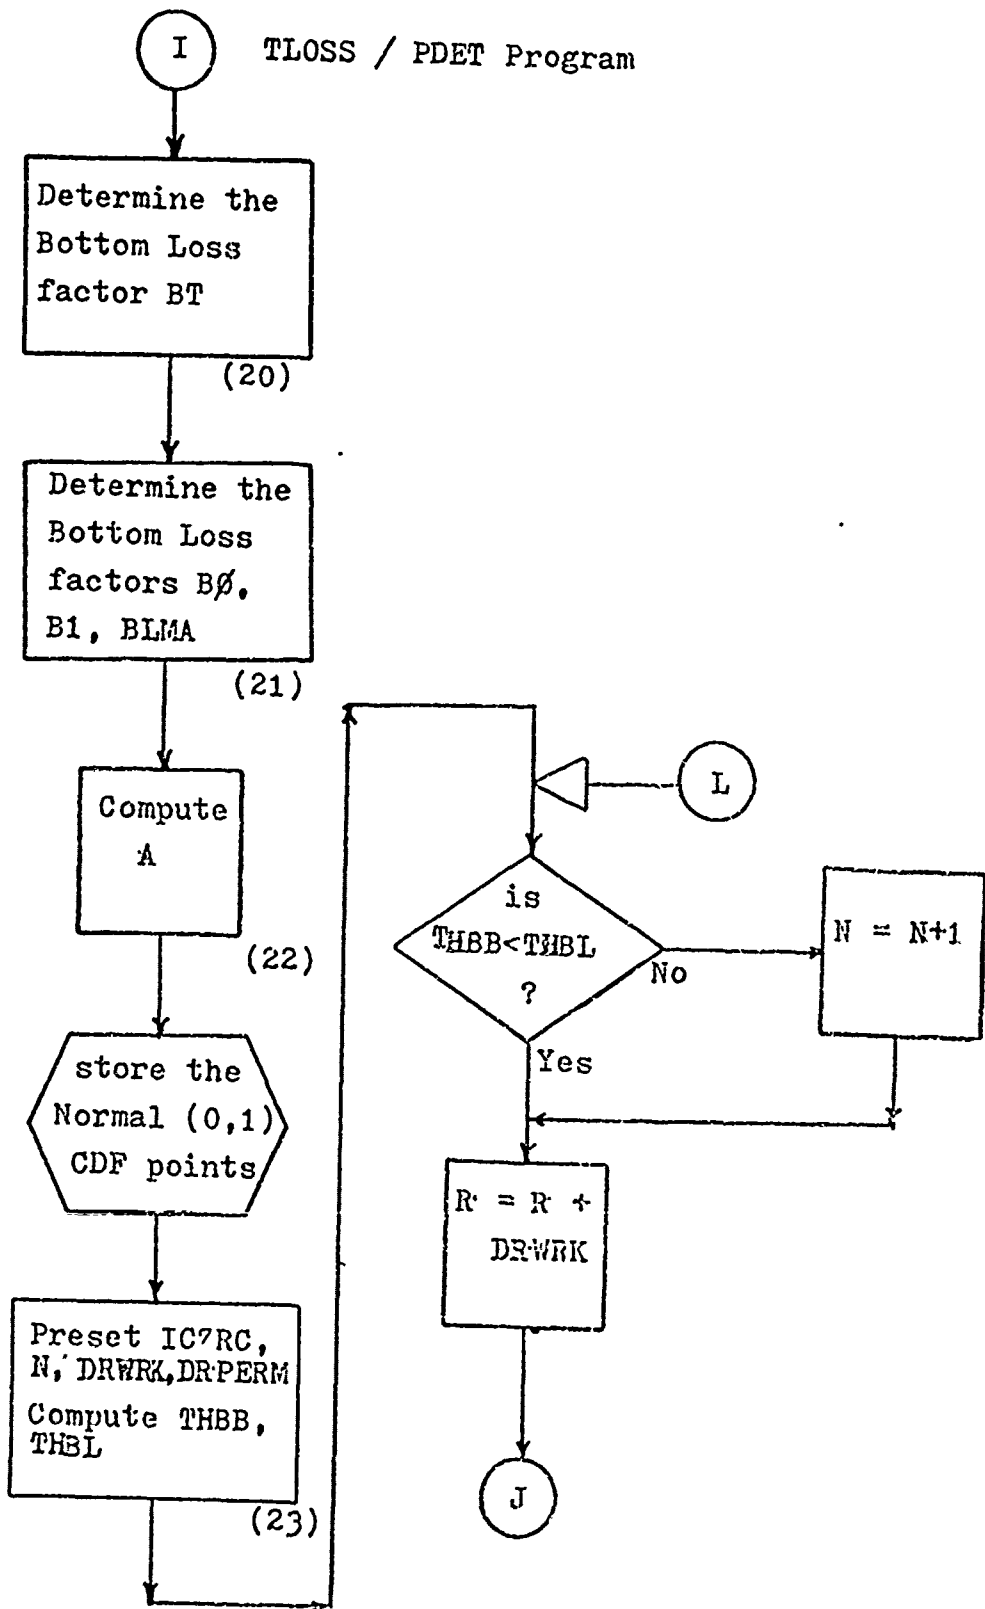 I
TLOSS / PDET Program
Determine the
Bottom Loss
factor BT
(20)
Determine the
Bottom Loss
factors BØ,
B1, BLMA
(21)
Compute
A
(22)
store the
Normal (0,1)
CDF points
Preset
N, DRWRK,DRPERM
Compute THBB,
THBL
(23)
L
is
THBB<THBL
?
No
Yes
N = N+1
R = R +
DRWRK
J